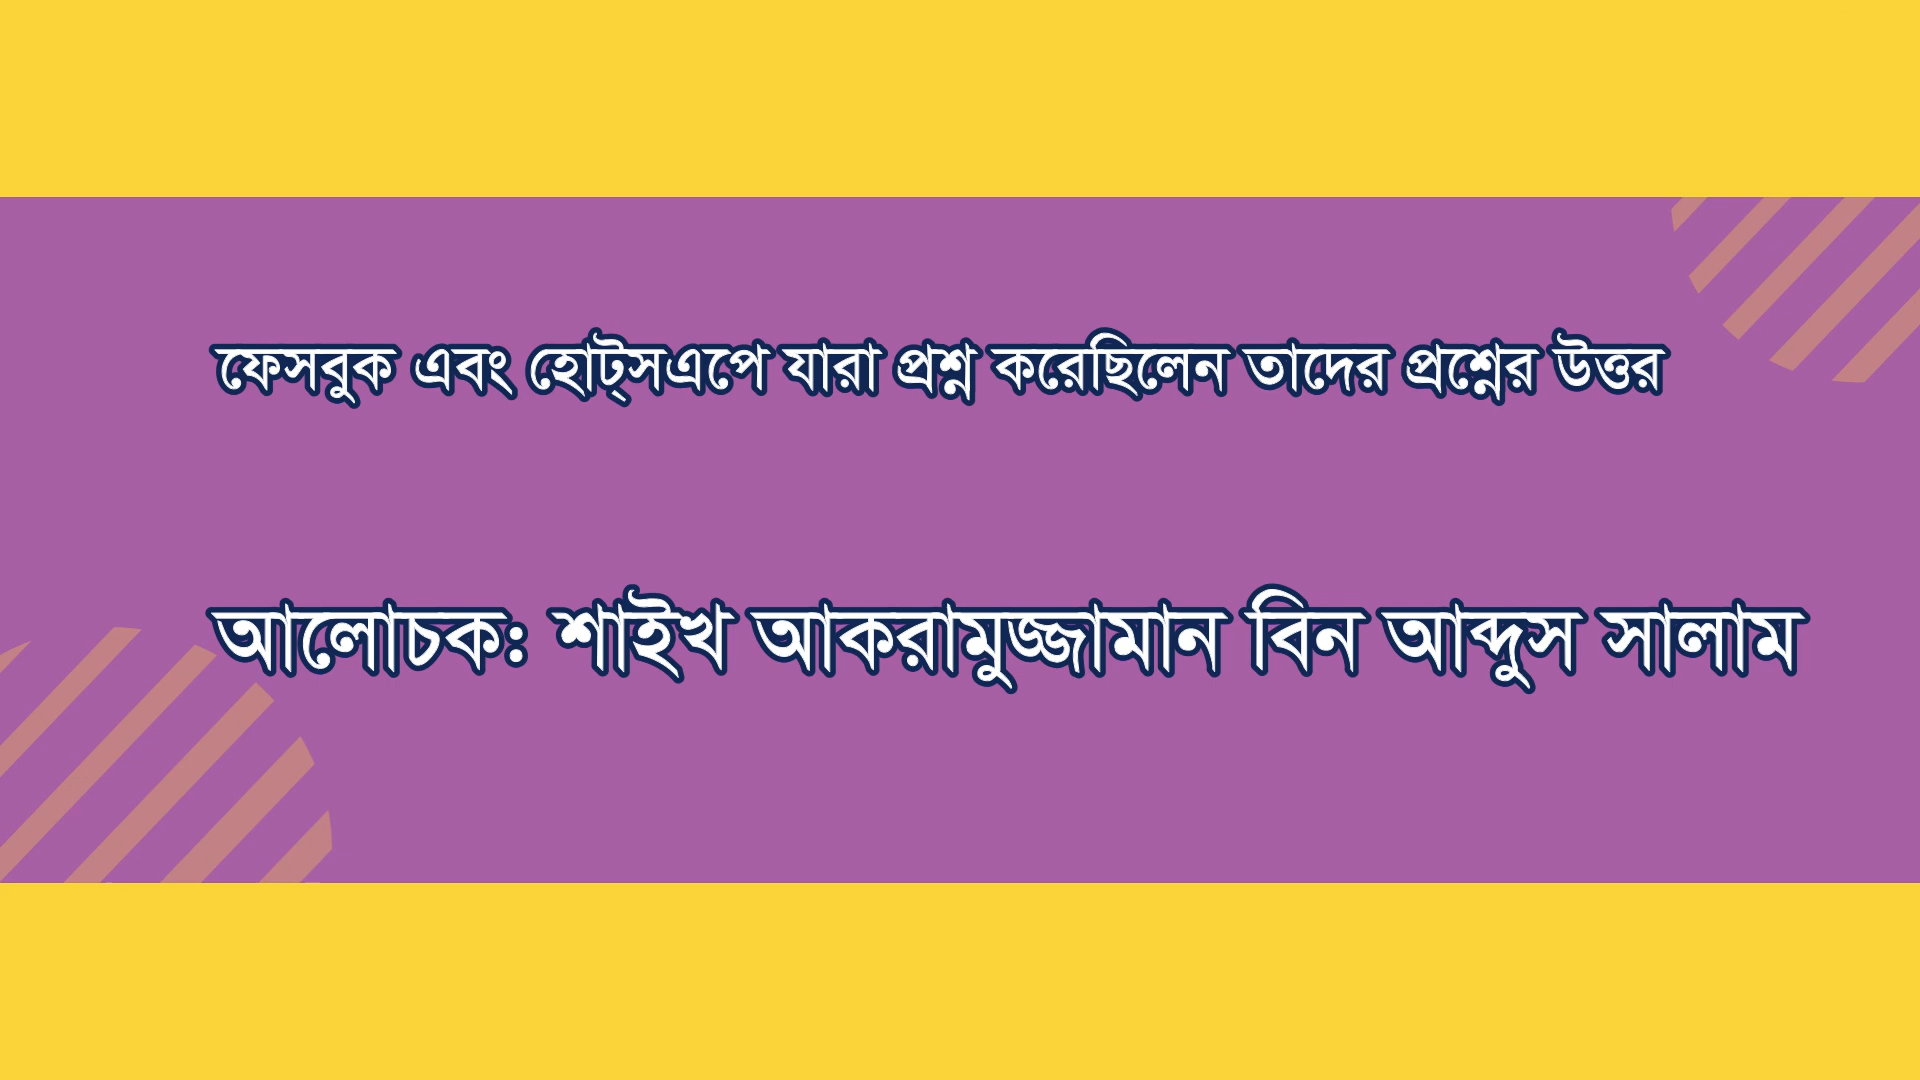 ফেসবুক এবং হোট্সএপে যারা প্রশ্ন করেছিলেন তাদের প্রশ্নের উত্তর
আলোচক: শাইখ আকরামুজ্জামান বিন আব্দুস সালাম